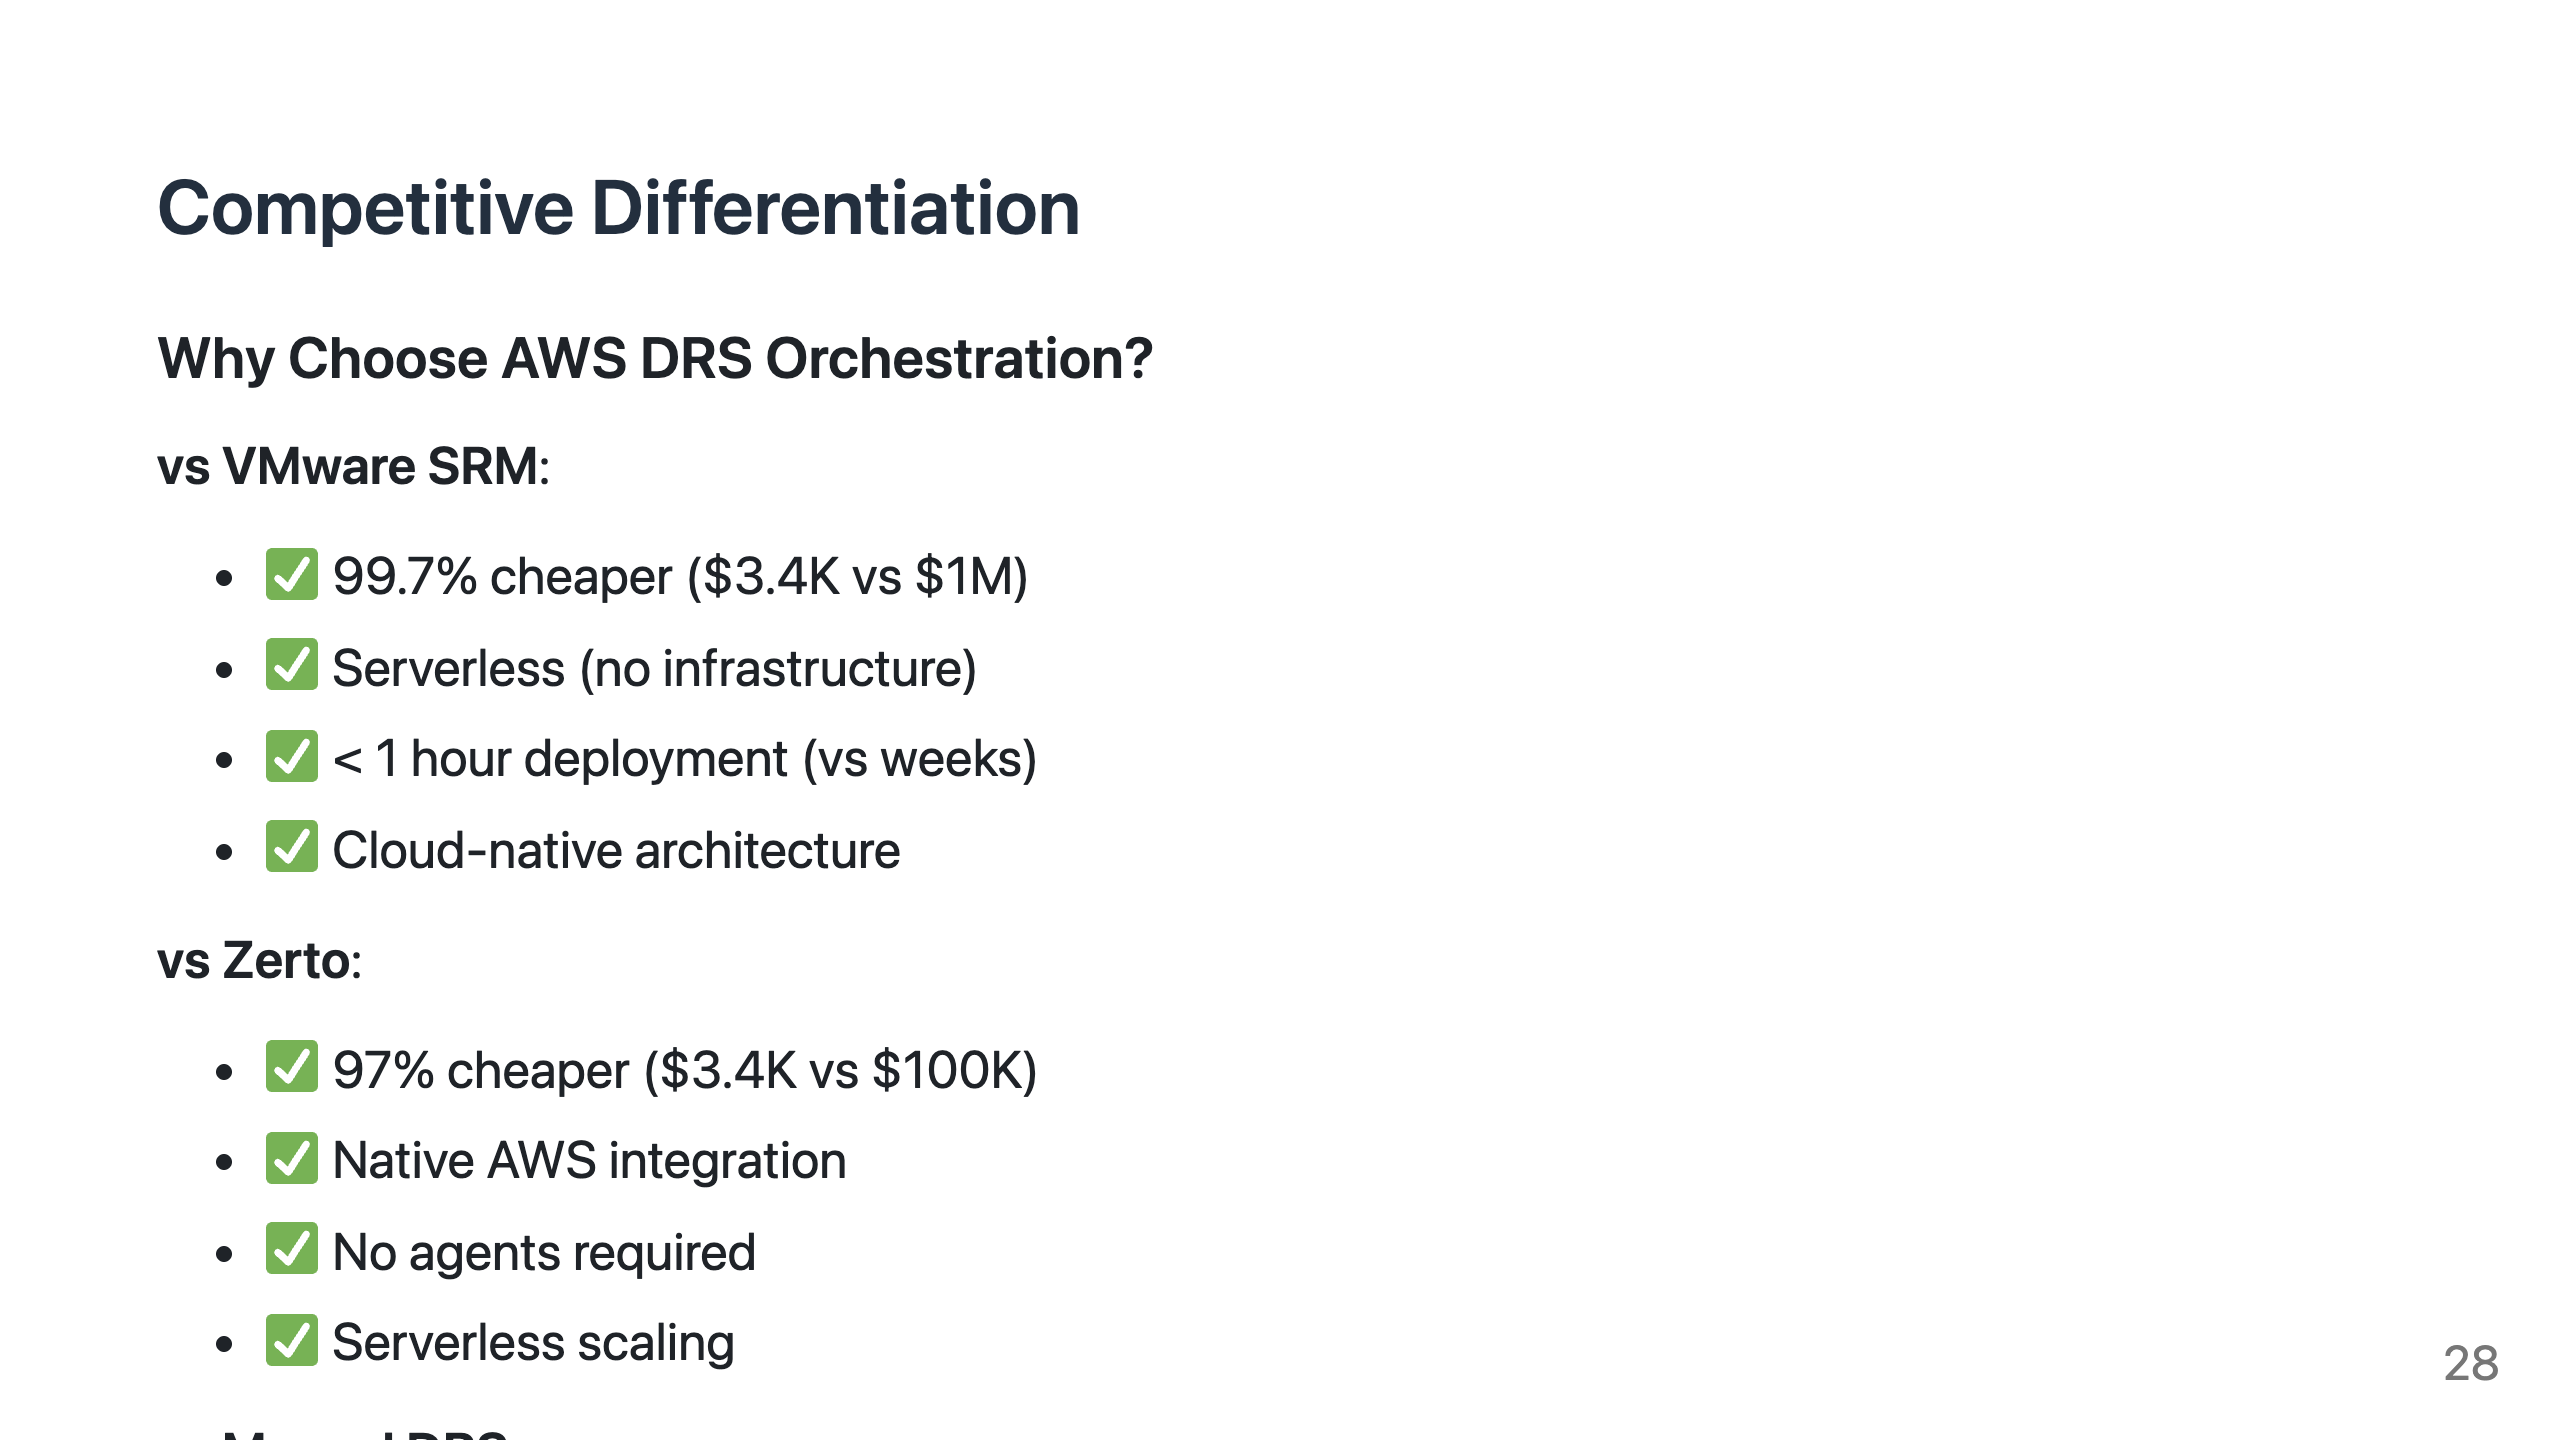 Competitive Differentiation
Why Choose AWS DRS Orchestration?
vs VMware SRM:
• ✅ 99.7% cheaper ($3.4K vs $1M)
• ✅ Serverless (no infrastructure)
• ✅ < 1 hour deployment (vs weeks)
• ✅ Cloud-native architecture
vs Zerto:
• ✅ 97% cheaper ($3.4K vs $100K)
• ✅ Native AWS integration
• ✅ No agents required
• ✅ Serverless scaling
28